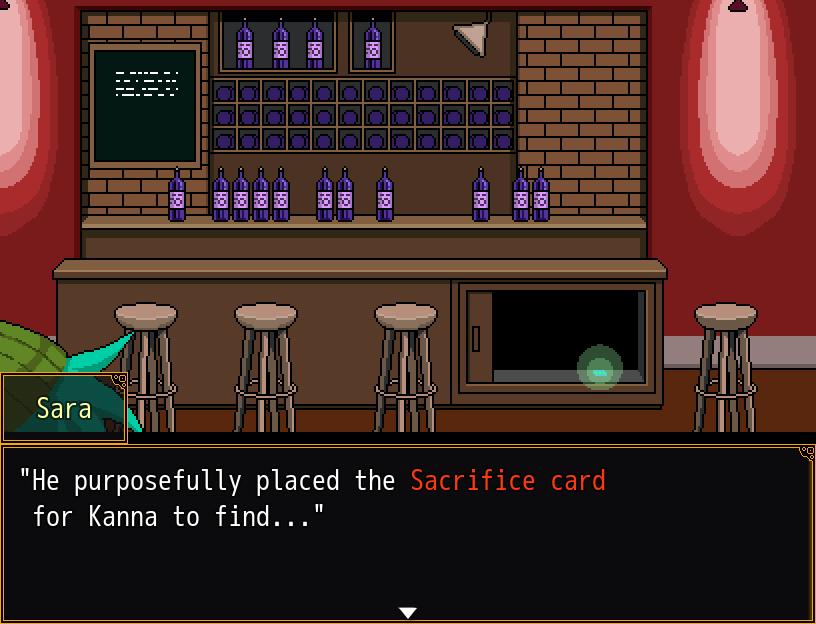 Sara
"He purposefully placed the Sacrifice card
for Kanna to find..."